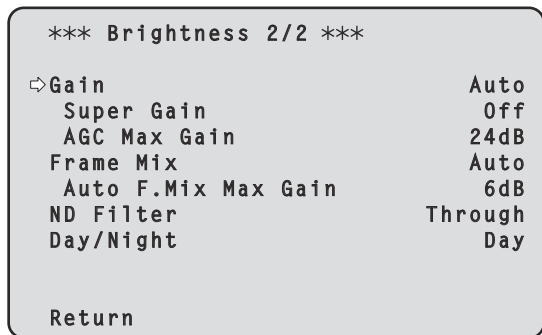 *** Brightness 2/2 ***
⇨Gain Auto
Super Gain Off
AGC Max Gain 24dB
Frame Mix Auto
Auto F.Mix Max Gain 6dB
ND Filter Through
Day/Night Day
Return